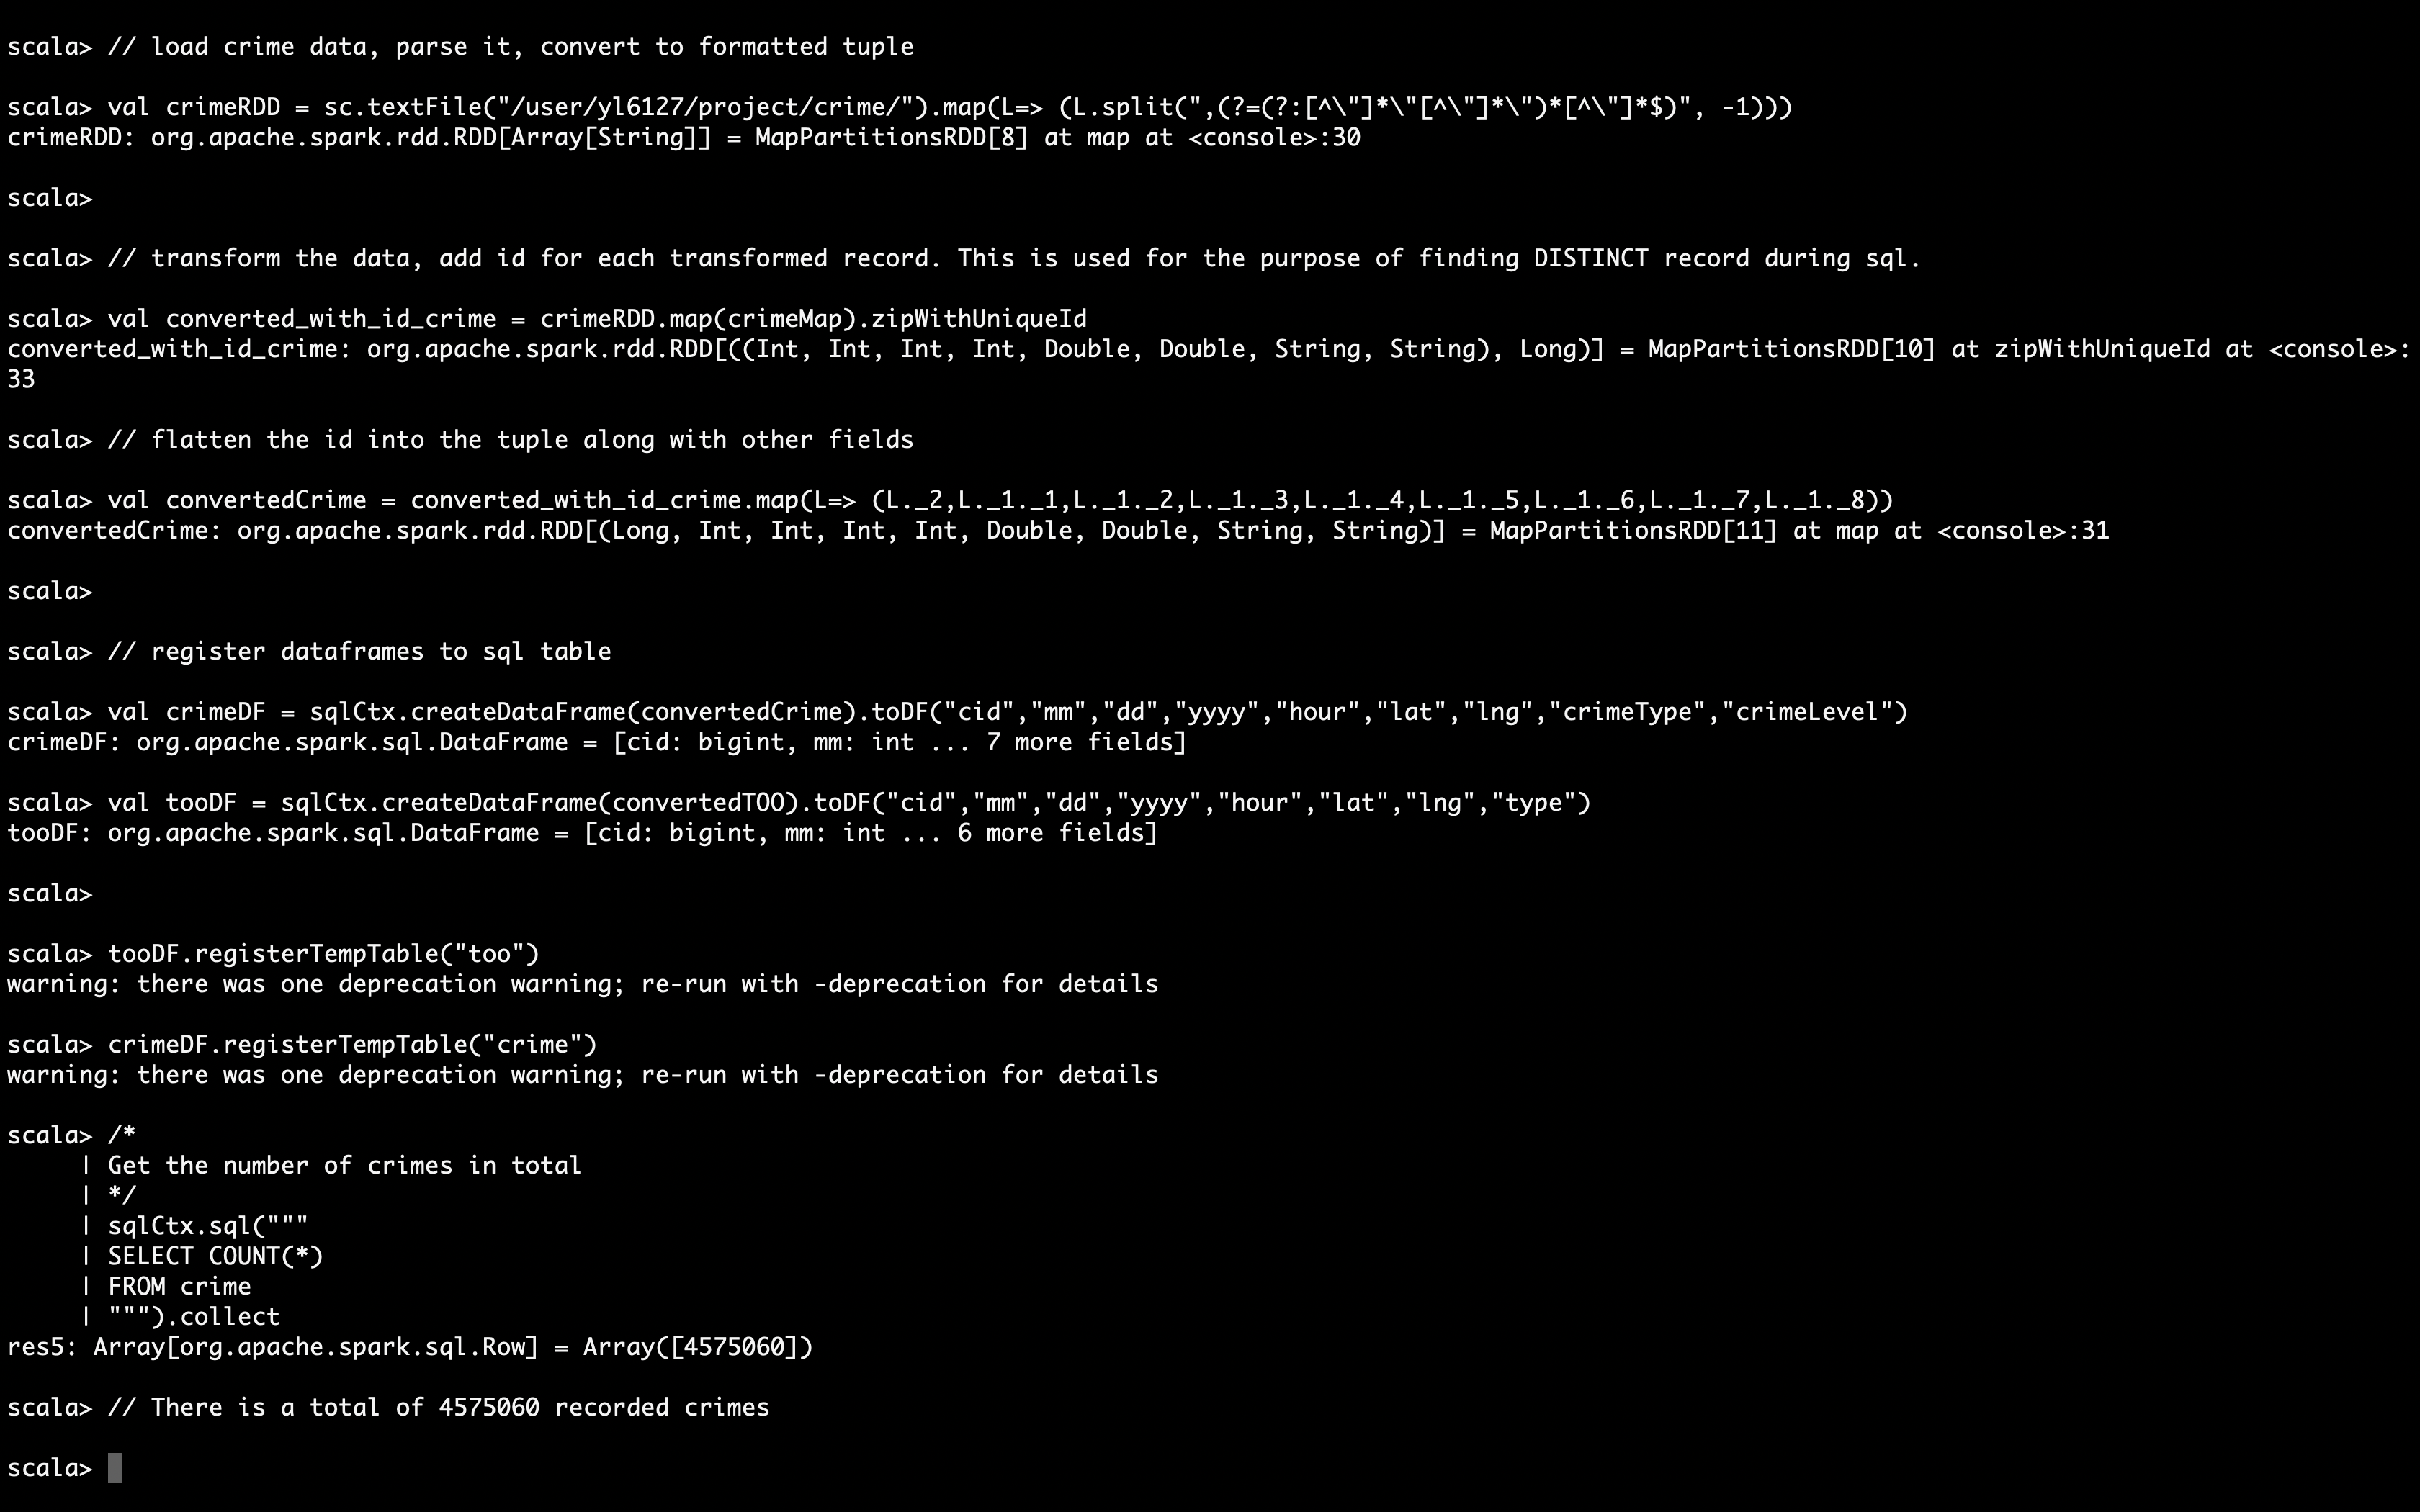 scala> // load crime data, parse it, convert to formatted tuple
scala> val crimeRDD = sc.textFile("/user/yl6127/project/crime/").map(L=> (L.split(",(?=(?:[^\"]*\"[^\"]*\")*[^\"]*$)", -1)))
crimeRDD: org.apache.spark.rdd.RDD[Array[String]] = MapPartitionsRDD[8] at map at <console>:30
scala>
scala> // transform the data, add id for each transformed record. This is used for the purpose of finding DISTINCT record during sql.
scala> val converted_with_id_crime = crimeRDD.map(crimeMap).zipWithUniqueId
converted_with_id_crime: org.apache.spark.rdd.RDD[((Int, Int, Int, Int, Double, Double, String, String), Long)] = MapPartitionsRDD[10] at zipWithUniqueId at <console>:
33
scala> // flatten the id into the tuple along with other fields
scala> val convertedCrime = converted_with_id_crime.map(L=> (L._2,L._1._1,L._1._2,L._1._3,L._1._4,L._1._5,L._1._6,L._1._7,L._1._8))
convertedCrime: org.apache.spark.rdd.RDD[(Long, Int, Int, Int, Int, Double, Double, String, String)] = MapPartitionsRDD[11] at map at <console>:31
scala>
scala> // register dataframes to sql table
scala> val crimeDF = sqlCtx.createDataFrame(convertedCrime).toDF("cid","mm","dd","yyyy","hour","lat","lng","crimeType","crimeLevel")
crimeDF: org.apache.spark.sql.DataFrame = [cid: bigint, mm: int ... 7 more fields]
scala> val tooDF = sqlCtx.createDataFrame(convertedTOO).toDF("cid","mm","dd","yyyy","hour","lat","lng","type")
tooDF: org.apache.spark.sql.DataFrame = [cid: bigint, mm: int ... 6 more fields]
scala>
scala> tooDF.registerTempTable("too")
warning: there was one deprecation warning; re-run with -deprecation for details
scala> crimeDF.registerTempTable("crime")
warning: there was one deprecation warning; re-run with -deprecation for details
scala> /*
| Get the number of crimes in total
| */
| sqlCtx.sql("""
| SELECT COUNT(*)
| FROM crime
| """).collect
res5: Array[org.apache.spark.sql.Row] = Array([4575060])
scala> // There is a total of 4575060 recorded crimes
scala>